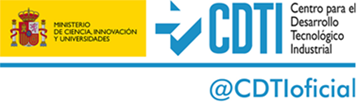 MINISTERIO
DE CIENCIA, INNOVACIÓN
Y UNIVERSIDADES
CDTI
Centro para el
Desarrollo
Tecnológico
Industrial
@CDTIoficial